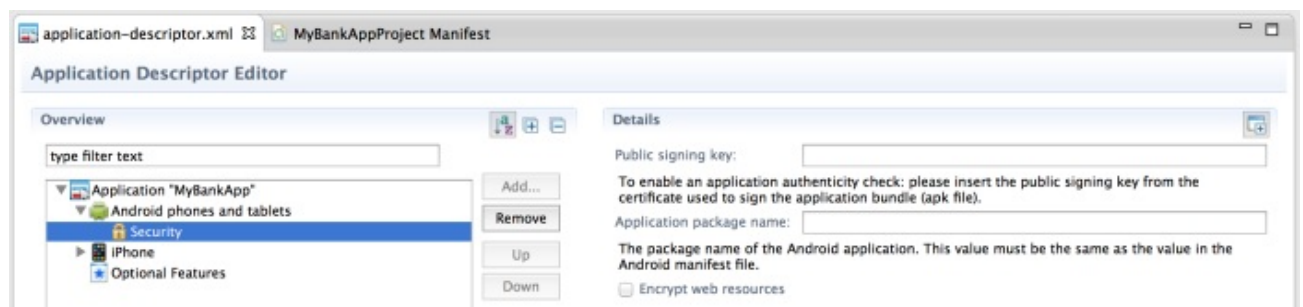 application-descriptor.xml
MyBankAppProject Manifest
Application Descriptor Editor
Overview
type filter text
Application "MyBankApp"
Android phones and tablets
Security
iPhone
Optional Features
Add...
Remove
Up
Down
Details
Public signing key:
To enable an application authenticity check: please insert the public signing key from the
certificate used to sign the application bundle (apk file).
Application package name:
The package name of the Android application. This value must be the same as the value in the
Android manifest file.
Encrypt web resources